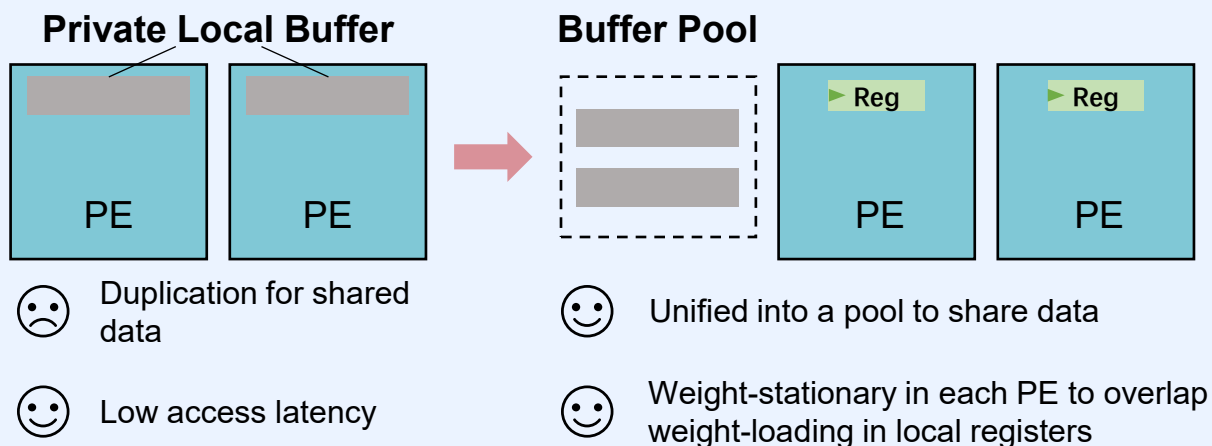 Private Local Buffer
Buffer Pool
Reg
Reg
PE
PE
PE
PE
Duplication for shared
data
Unified into a pool to share data
Low access latency
Weight-stationary in each PE to overlap
weight-loading in local registers